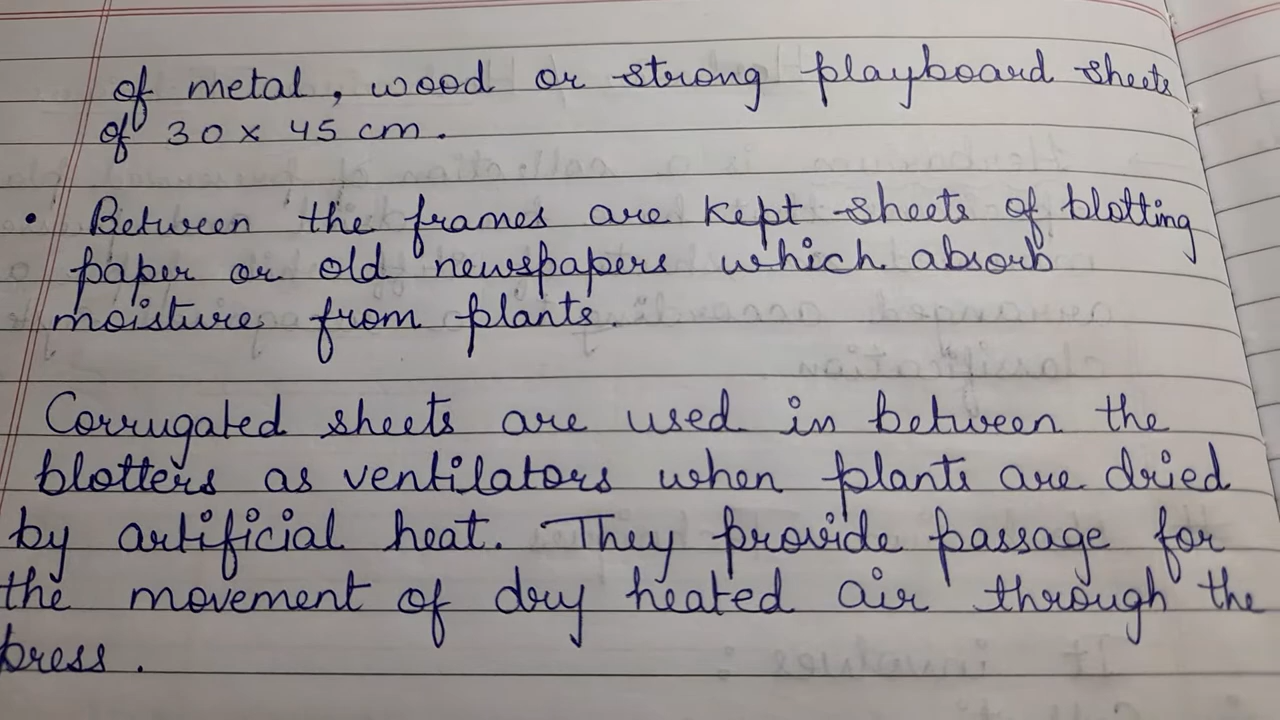 of metal, wood or strong playboard sheets
of 30 x 45 cm.
• Between the frames are kept sheets of blotting
paper or old newspapers which absorb
moisture from plants.
Corrugated sheets are used in between the
blotters as ventilators when plants are dried
by artificial heat. They provide passage for
the movement of dry heated air through the
press.